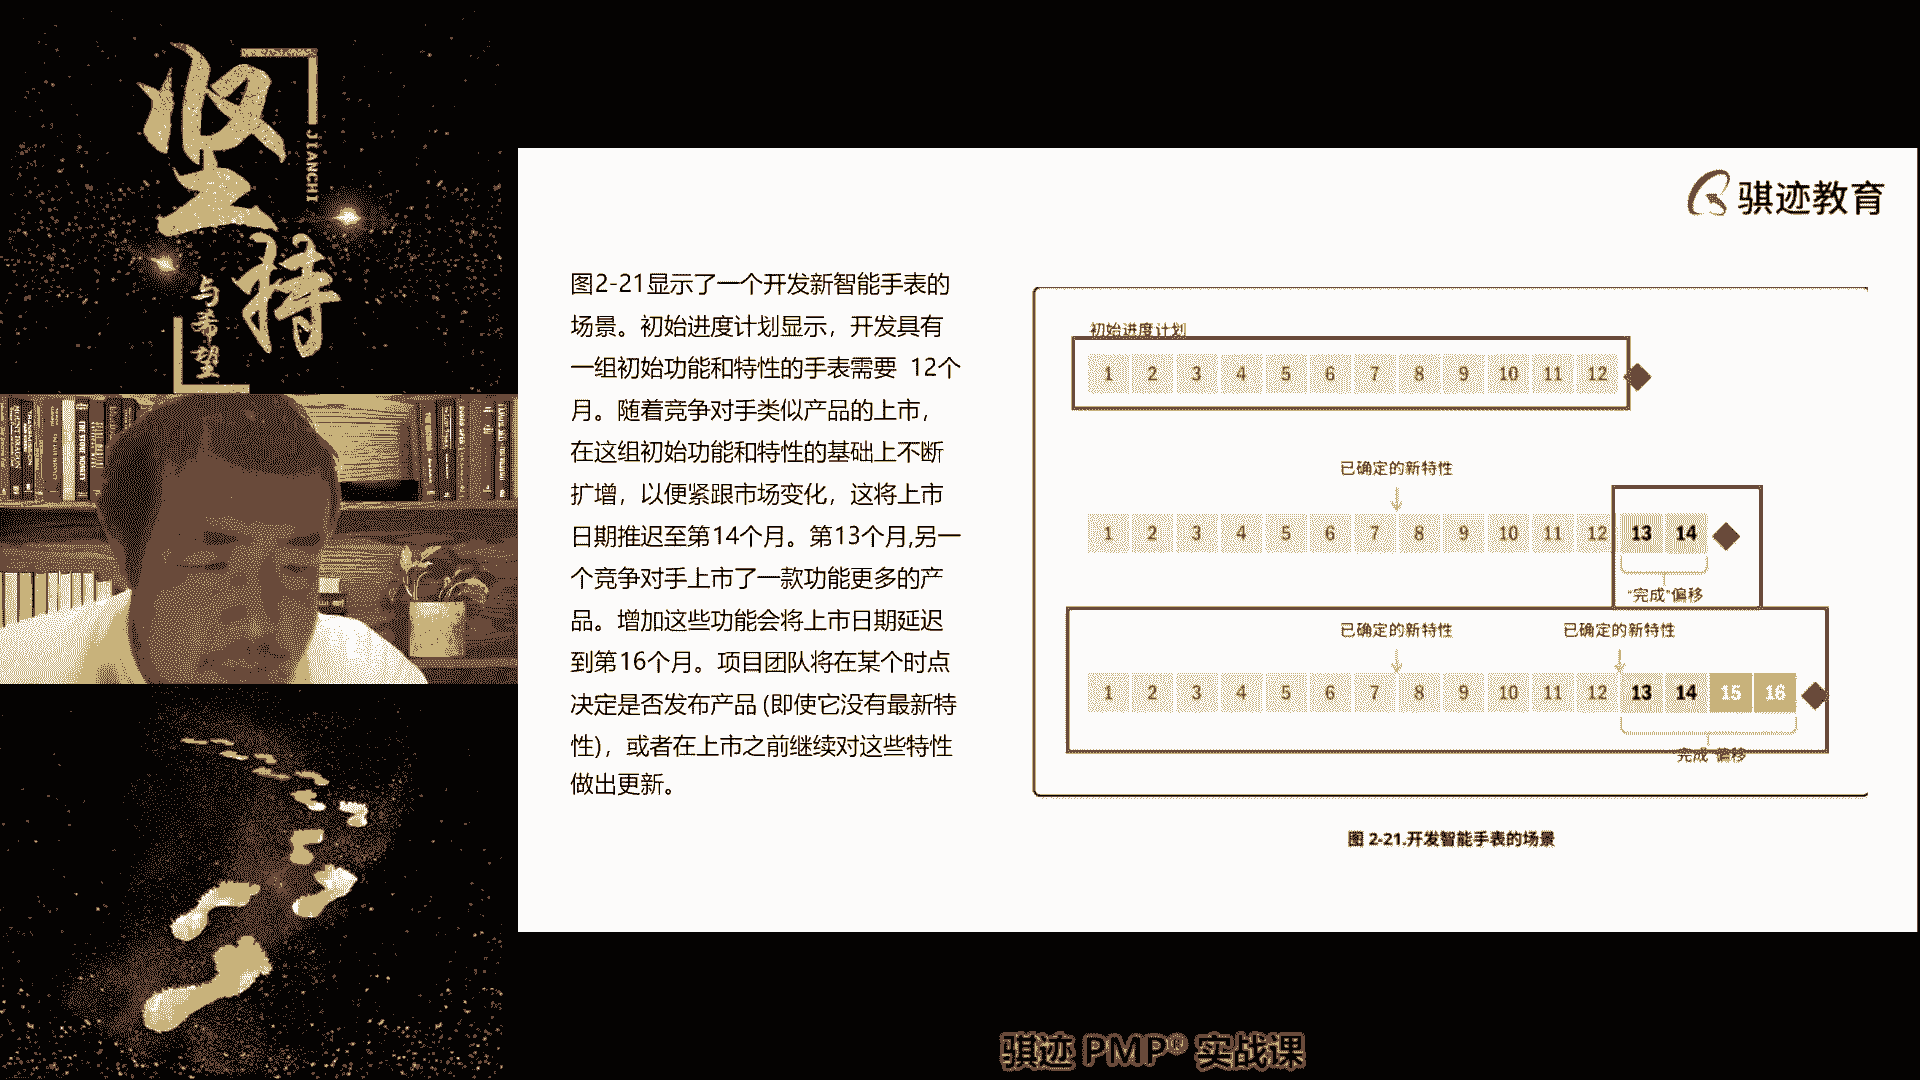 坚持
JIANCHI
与希望
骐迹教育
图2-21显示了一个开发新智能手表的
场景。初始进度计划显示，开发具有
一组初始功能和特性的手表需要 12个
月。随着竞争对手类似产品的上市，
在这组初始功能和特性的基础上不断
扩增，以便紧跟市场变化，这将上市
日期推迟至第14个月。第13个月,另一
个竞争对手上市了一款功能更多的产
品。增加这些功能会将上市日期延迟
到第16个月。项目团队将在某个时点
决定是否发布产品 (即使它没有最新特
性)，或者在上市之前继续对这些特性
做出更新。
初始进度计划
1 2 3 4 5 6 7 8 9 10 11 12
已确定的新特性
1 2 3 4 5 6 7 8 9 10 11 12 13 14
“完成”偏移
已确定的新特性 已确定的新特性
1 2 3 4 5 6 7 8 9 10 11 12 13 14 15 16
“完成”偏移
图 2-21.开发智能手表的场景
骐迹 PMP® 实战课